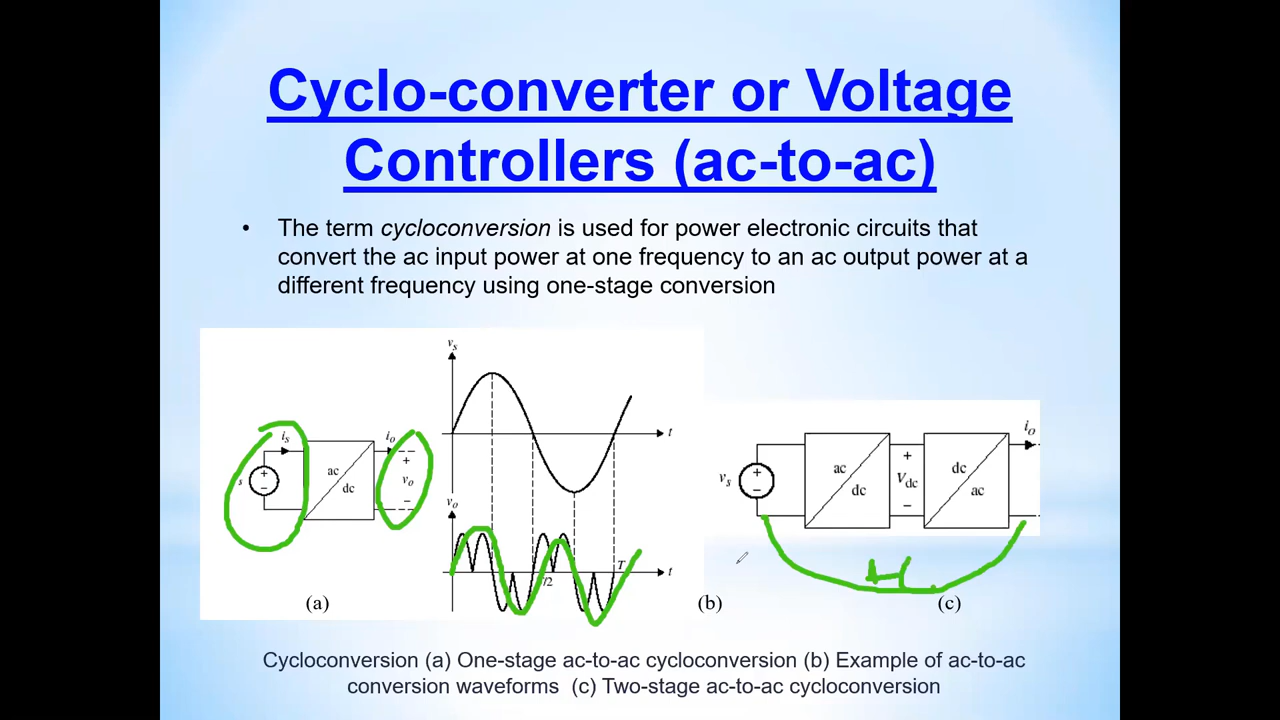 Cyclo-converter or Voltage
Controllers (ac-to-ac)
• The term cycloconversion is used for power electronic circuits that
convert the ac input power at one frequency to an ac output power at a
different frequency using one-stage conversion
s
is
+
−
ac
dc
io
+
vo
−
(a)
vs
t
vo
T/2
T
t
(b)
vs
+
−
ac
dc
+
Vdc
−
dc
ac
io
(c)
Cycloconversion (a) One-stage ac-to-ac cycloconversion (b) Example of ac-to-ac
conversion waveforms (c) Two-stage ac-to-ac cycloconversion